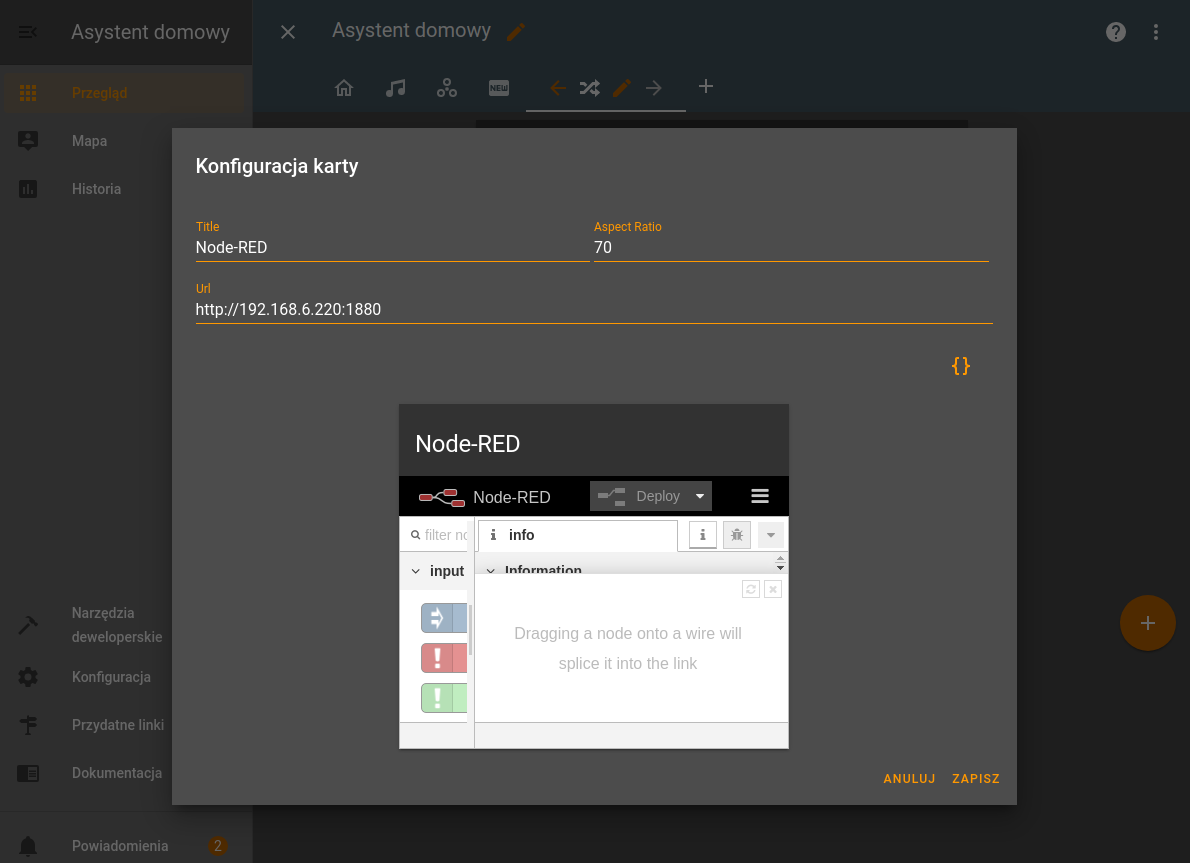 Asystent domowy
Asystent domowy
NEW
Przegląd
Mapa
Historia
Konfiguracja karty
Title
Node-RED
Aspect Ratio
70
Url
http://192.168.6.220:1880
{}
Node-RED
Node-RED
Deploy
filter no
info
input
Information
Dragging a node onto a wire will
splice it into the link
Narzędzia
deweloperskie
Konfiguracja
Przydatne linki
Dokumentacja
ANULUJ
ZAPISZ
Powiadomienia
2